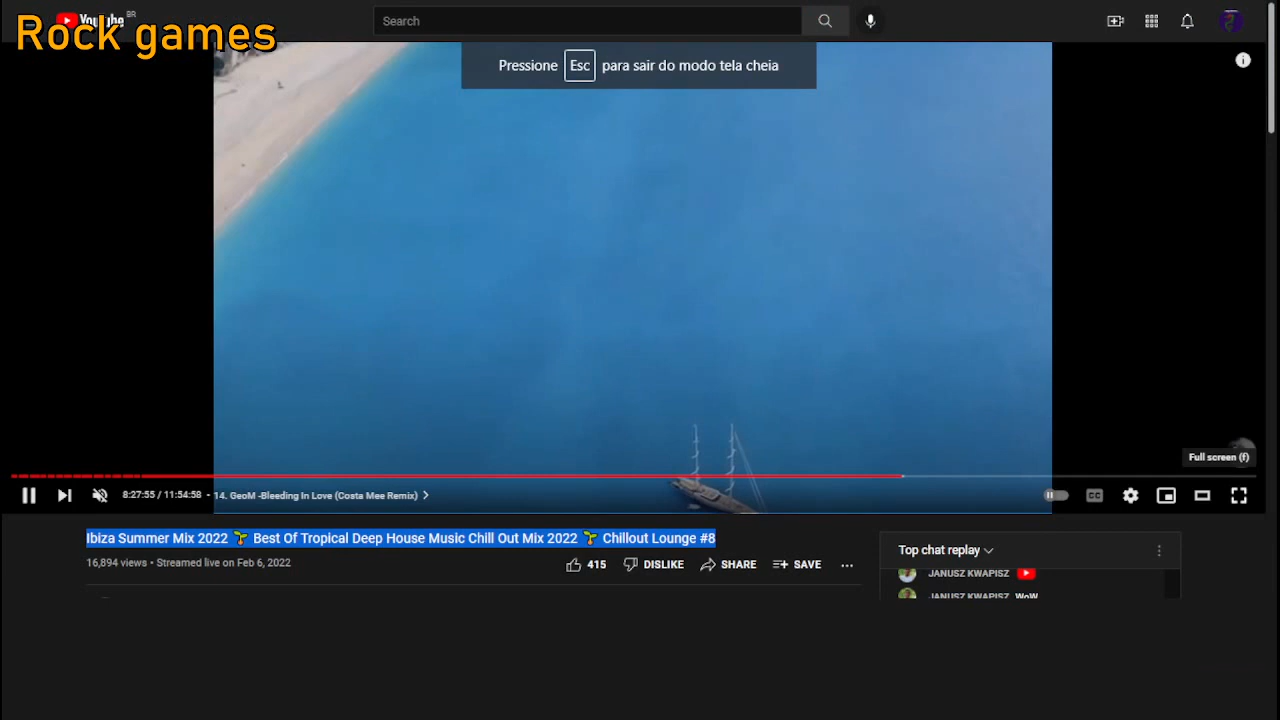 Rock games
YouTube BR
Search
Pressione Esc para sair do modo tela cheia
Full screen (f)
8:27:55 / 11:54:58 • 14. GeoM -Bleeding In Love (Costa Mee Remix)
CC
Ibiza Summer Mix 2022 🌱 Best Of Tropical Deep House Music Chill Out Mix 2022 🌱 Chillout Lounge #8
16,894 views • Streamed live on Feb 6, 2022
415 DISLIKE SHARE SAVE ...
Top chat replay
JANUSZ KWAPISZ
JANUSZ KWAPISZ WoW